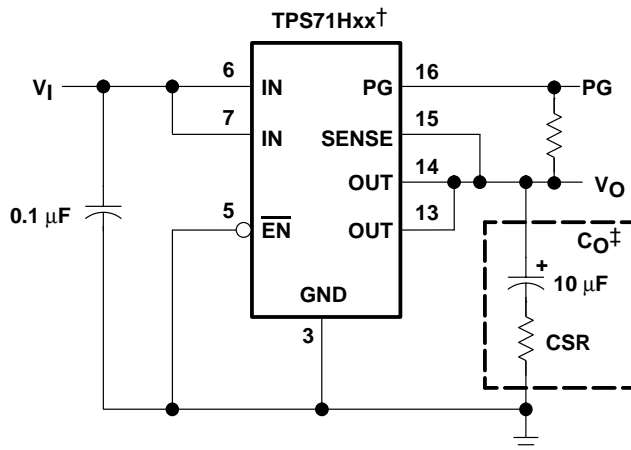 TPS71Hxx†
VI
6
IN
PG
16
PG
7
IN
SENSE
15
OUT
14
VO
0.1 μF
5
EN
OUT
13
CO‡
+
10 μF
GND
3
CSR